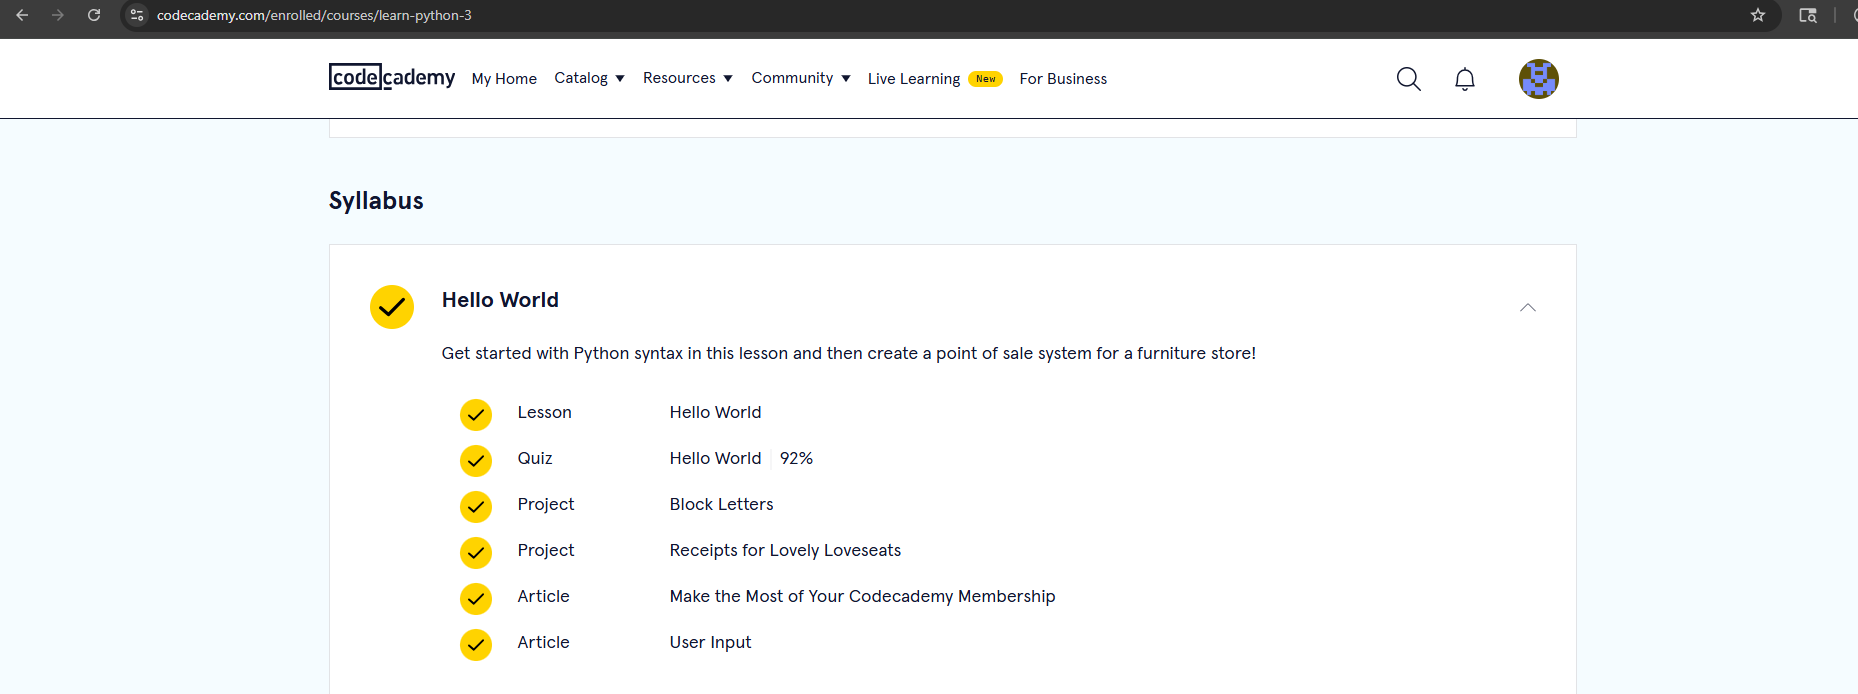 codecademy.com/enrolled/courses/learn-python-3
codecademy My Home Catalog Resources Community Live Learning New For Business
Syllabus
Hello World
Get started with Python syntax in this lesson and then create a point of sale system for a furniture store!
Lesson Hello World
Quiz Hello World 92%
Project Block Letters
Project Receipts for Lovely Loveseats
Article Make the Most of Your Codecademy Membership
Article User Input